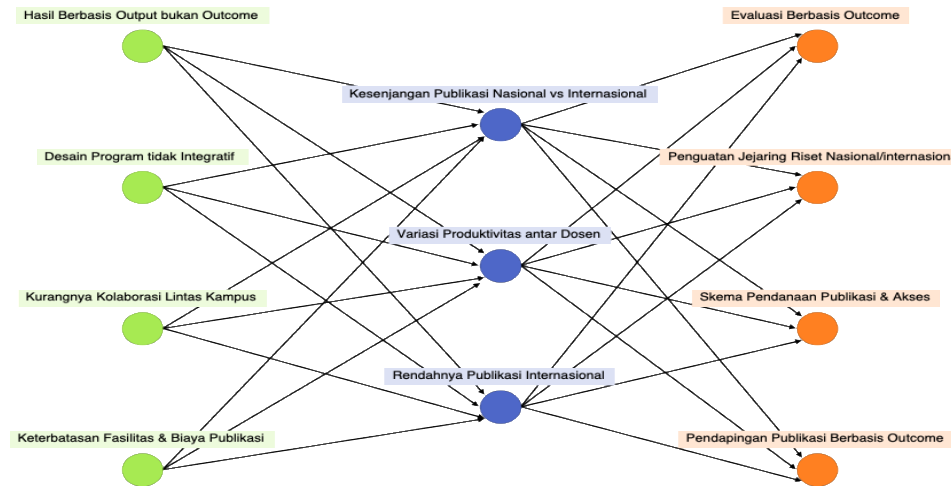 Hasil Berbasis Output bukan Outcome
Evaluasi Berbasis Outcome
Kesenjangan Publikasi Nasional vs Internasional
Desain Program tidak Integratif
Penguatan Jejaring Riset Nasional/internasion
Variasi Produktivitas antar Dosen
Kurangnya Kolaborasi Lintas Kampus
Skema Pendanaan Publikasi & Akses
Rendahnya Publikasi Internasional
Keterbatasan Fasilitas & Biaya Publikasi
Pendapingan Publikasi Berbasis Outcome